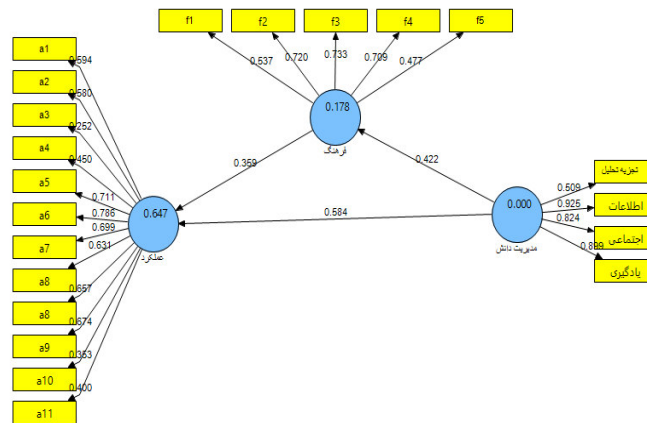 f1
f2
f3
f4
f5
0.537
0.720
0.733
0.709
0.477
0.178
فرهنگ
a1
a2
a3
a4
a5
a6
a7
a8
a8
a9
a10
a11
0.594
0.580
0.252
0.450
0.711
0.786
0.699
0.631
0.657
0.674
0.353
0.400
0.647
عملکرد
0.359
0.422
0.584
0.000
مدیریت دانش
0.509
0.925
0.824
0.899
تجزیه تحلیل
اطلاعات
اجتماعی
یادگیری